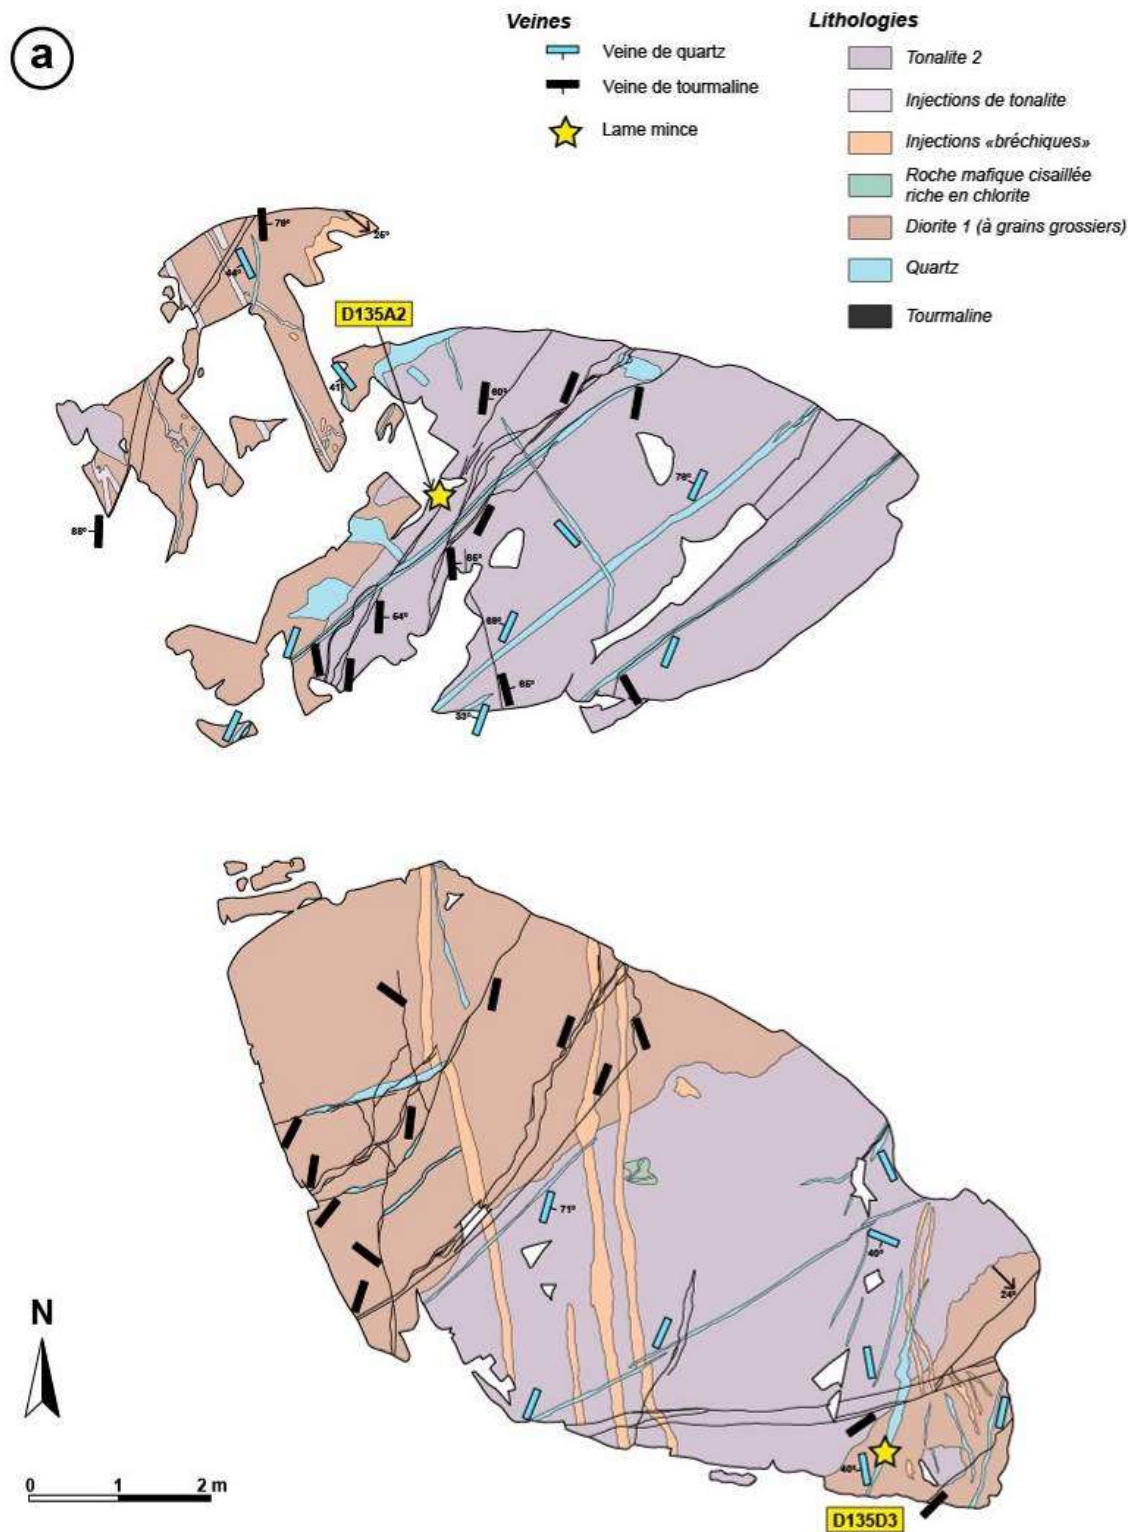 a
Veines
Veine de quartz
Veine de tourmaline
Lame mince
Lithologies
Tonalite 2
Injections de tonalite
Injections «bréchiques»
Roche mafique cisaillée
riche en chlorite
Diorite 1 (à grains grossiers)
Quartz
Tourmaline
78°
25°
44°
D135A2
41°
60°
76°
88°
65°
54°
68°
65°
33°
71°
40°
24°
40°
N
0 1 2 m
D135D3